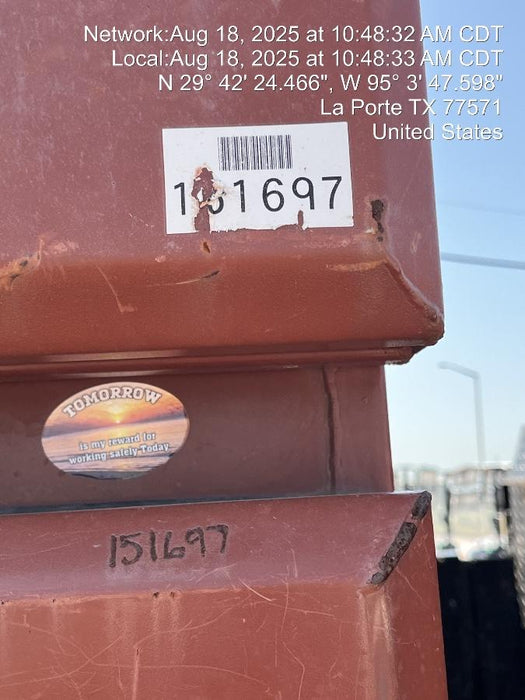 Network:Aug 18, 2025 at 10:48:32 AM CDT
Local:Aug 18, 2025 at 10:48:33 AM CDT
N 29° 42' 24.466", W 95° 3' 47.598"
La Porte TX 77571
United States
151697
TOMORROW
is my reward for
working safely Today
151697